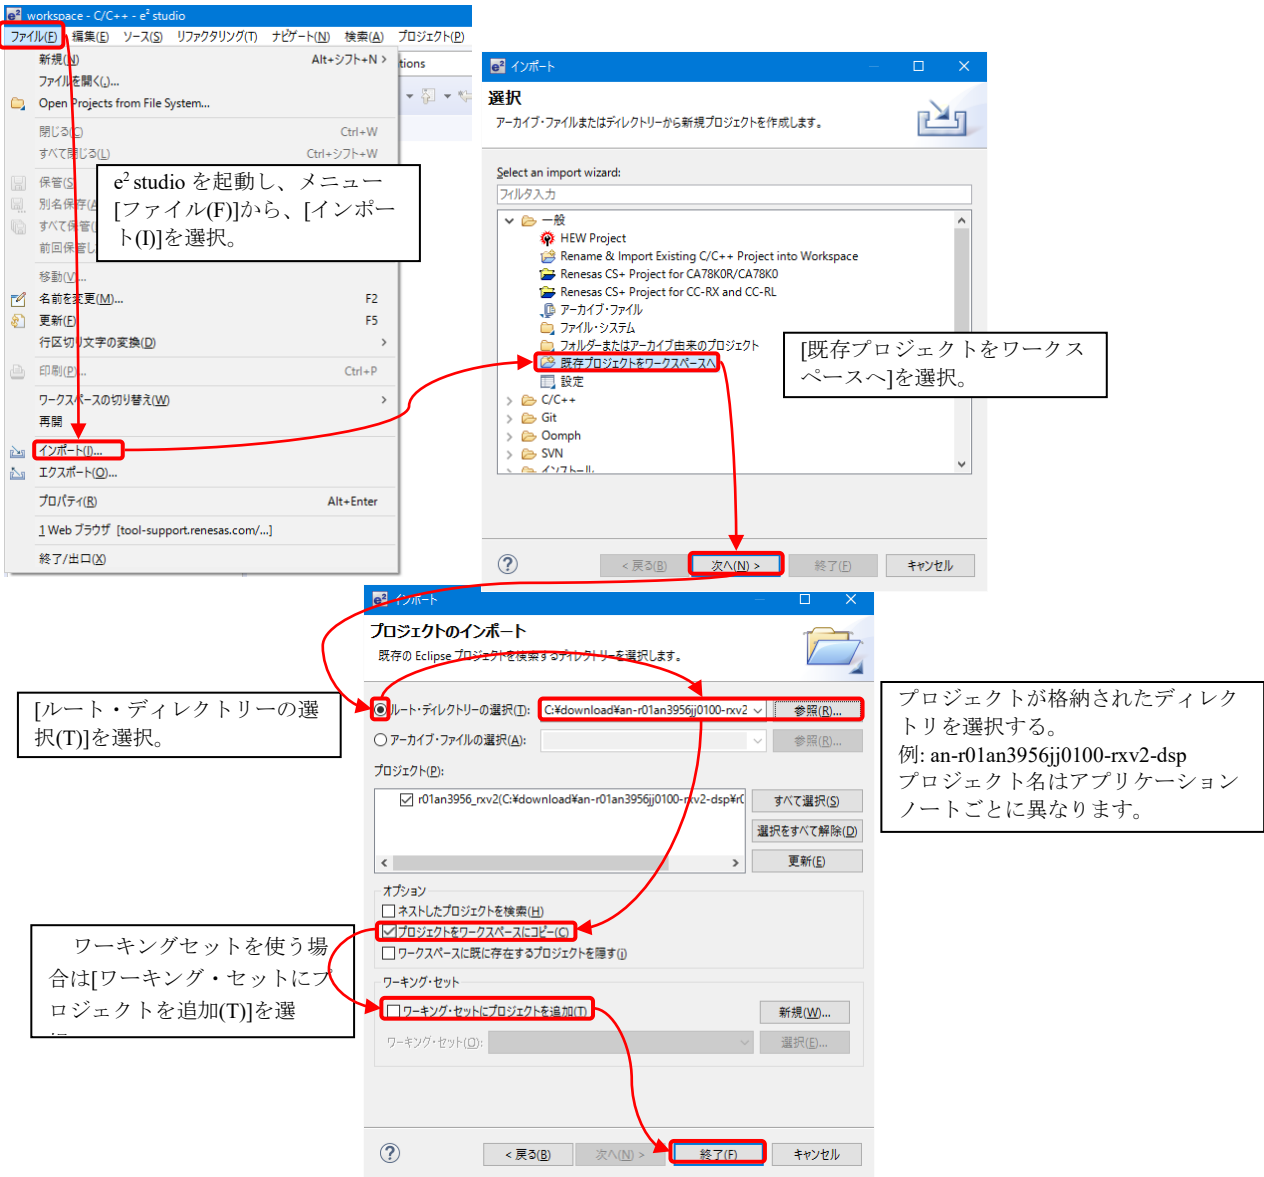 workspace - C/C++ - e² studio
ファイル(F) 編集(E) ソース(S) リファクタリング(T) ナビゲート(N) 検索(A) プロジェクト(P)
新規(N) Alt+シフト+N >
ファイルを開く(.)...
Open Projects from File System...
閉じる(C) Ctrl+W
すべて閉じる(L) Ctrl+シフト+W
保管(S)
別名保存(A
すべて保管(
前回保管し
移動(V)...
名前を変更(M)... F2
更新(F) F5
行区切り文字の変換(D) >
印刷(P)... Ctrl+P
ワークスペースの切り替え(W) >
再開
インポート(I)...
エクスポート(O)...
プロパティ(R) Alt+Enter
1 Web ブラウザ [tool-support.renesas.com/...]
終了/出口(X)
tions
e² studio を起動し、メニュー
[ファイル(F)]から、[インポー
ト(I)]を選択。
インポート
選択
アーカイブ・ファイルまたはディレクトリーから新規プロジェクトを作成します。
Select an import wizard:
フィルタ入力
一般
HEW Project
Rename & Import Existing C/C++ Project into Workspace
Renesas CS+ Project for CA78K0R/CA78K0
Renesas CS+ Project for CC-RX and CC-RL
アーカイブ・ファイル
ファイル・システム
フォルダーまたはアーカイブ由来のプロジェクト
既存プロジェクトをワークスペースへ
設定
C/C++
Git
Oomph
SVN
インストール
< 戻る(B) 次へ(N) > 終了(F) キャンセル
[既存プロジェクトをワークス
ペースへ]を選択。
インポート
プロジェクトのインポート
既存の Eclipse プロジェクトを検索するディレクトリーを選択します。
ルート・ディレクトリーの選択(T): C:¥download¥an-r01an3956jj0100-rxv2 参照(R)...
アーカイブ・ファイルの選択(A): 参照(R)...
プロジェクト(P):
r01an3956_rxv2(C:¥download¥an-r01an3956jj0100-rxv2-dsp¥r0 すべて選択(S)
選択をすべて解除(D)
更新(E)
オプション
ネストしたプロジェクトを検索(H)
プロジェクトをワークスペースにコピー(C)
ワークスペースに既に存在するプロジェクトを隠す(i)
ワーキング・セット
ワーキング・セットにプロジェクトを追加(T) 新規(W)...
ワーキング・セット(O): 選択(E)...
< 戻る(B) 次へ(N) > 終了(F) キャンセル
[ルート・ディレクトリーの選
択(T)]を選択。
プロジェクトが格納されたディレク
トリを選択する。
例: an-r01an3956jj0100-rxv2-dsp
プロジェクト名はアプリケーション
ノートごとに異なります。
ワーキングセットを使う場
合は[ワーキング・セットにプ
ロジェクトを追加(T)]を選